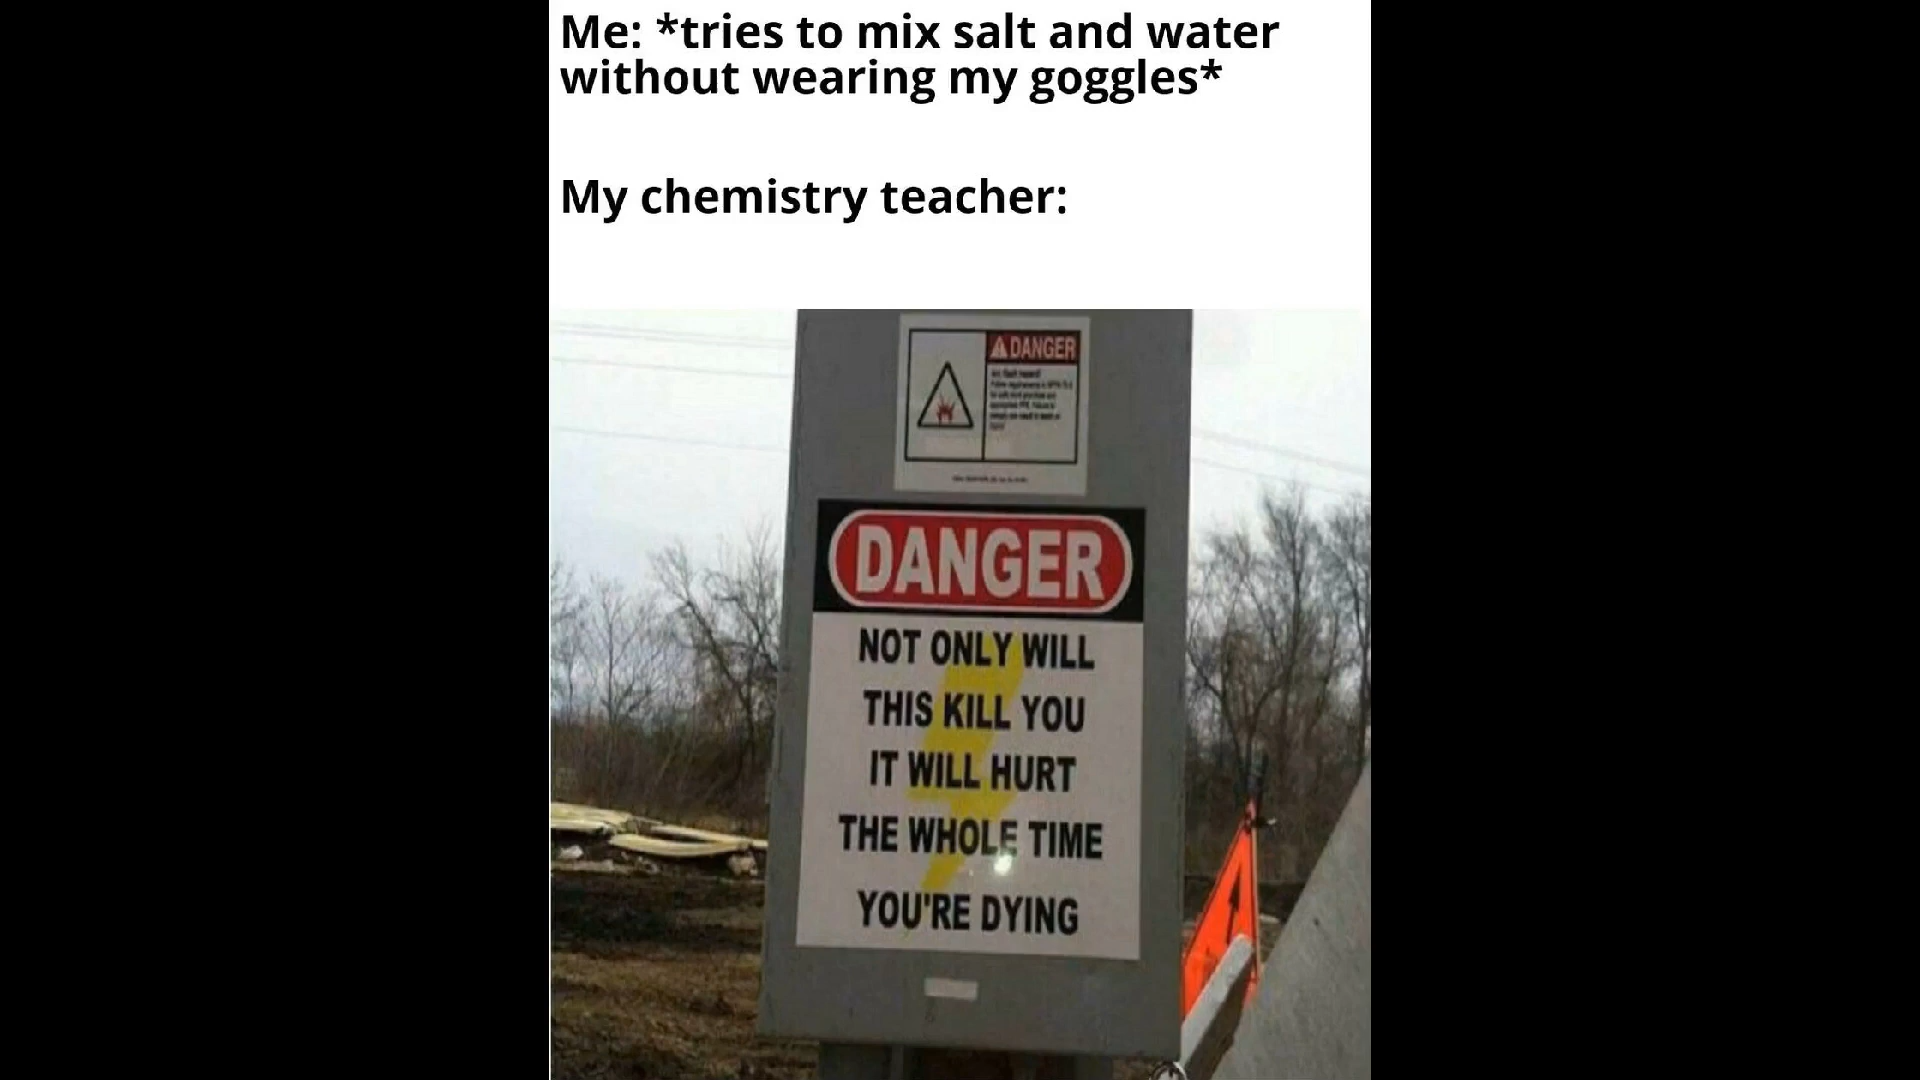 Me: *tries to mix salt and water
without wearing my goggles*
My chemistry teacher:
DANGER
DANGER
NOT ONLY WILL
THIS KILL YOU
IT WILL HURT
THE WHOLE TIME
YOU'RE DYING